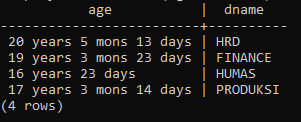 age | dname
-------------------------+----------
20 years 5 mons 13 days | HRD
19 years 3 mons 23 days | FINANCE
16 years 23 days | HUMAS
17 years 3 mons 14 days | PRODUKSI
(4 rows)